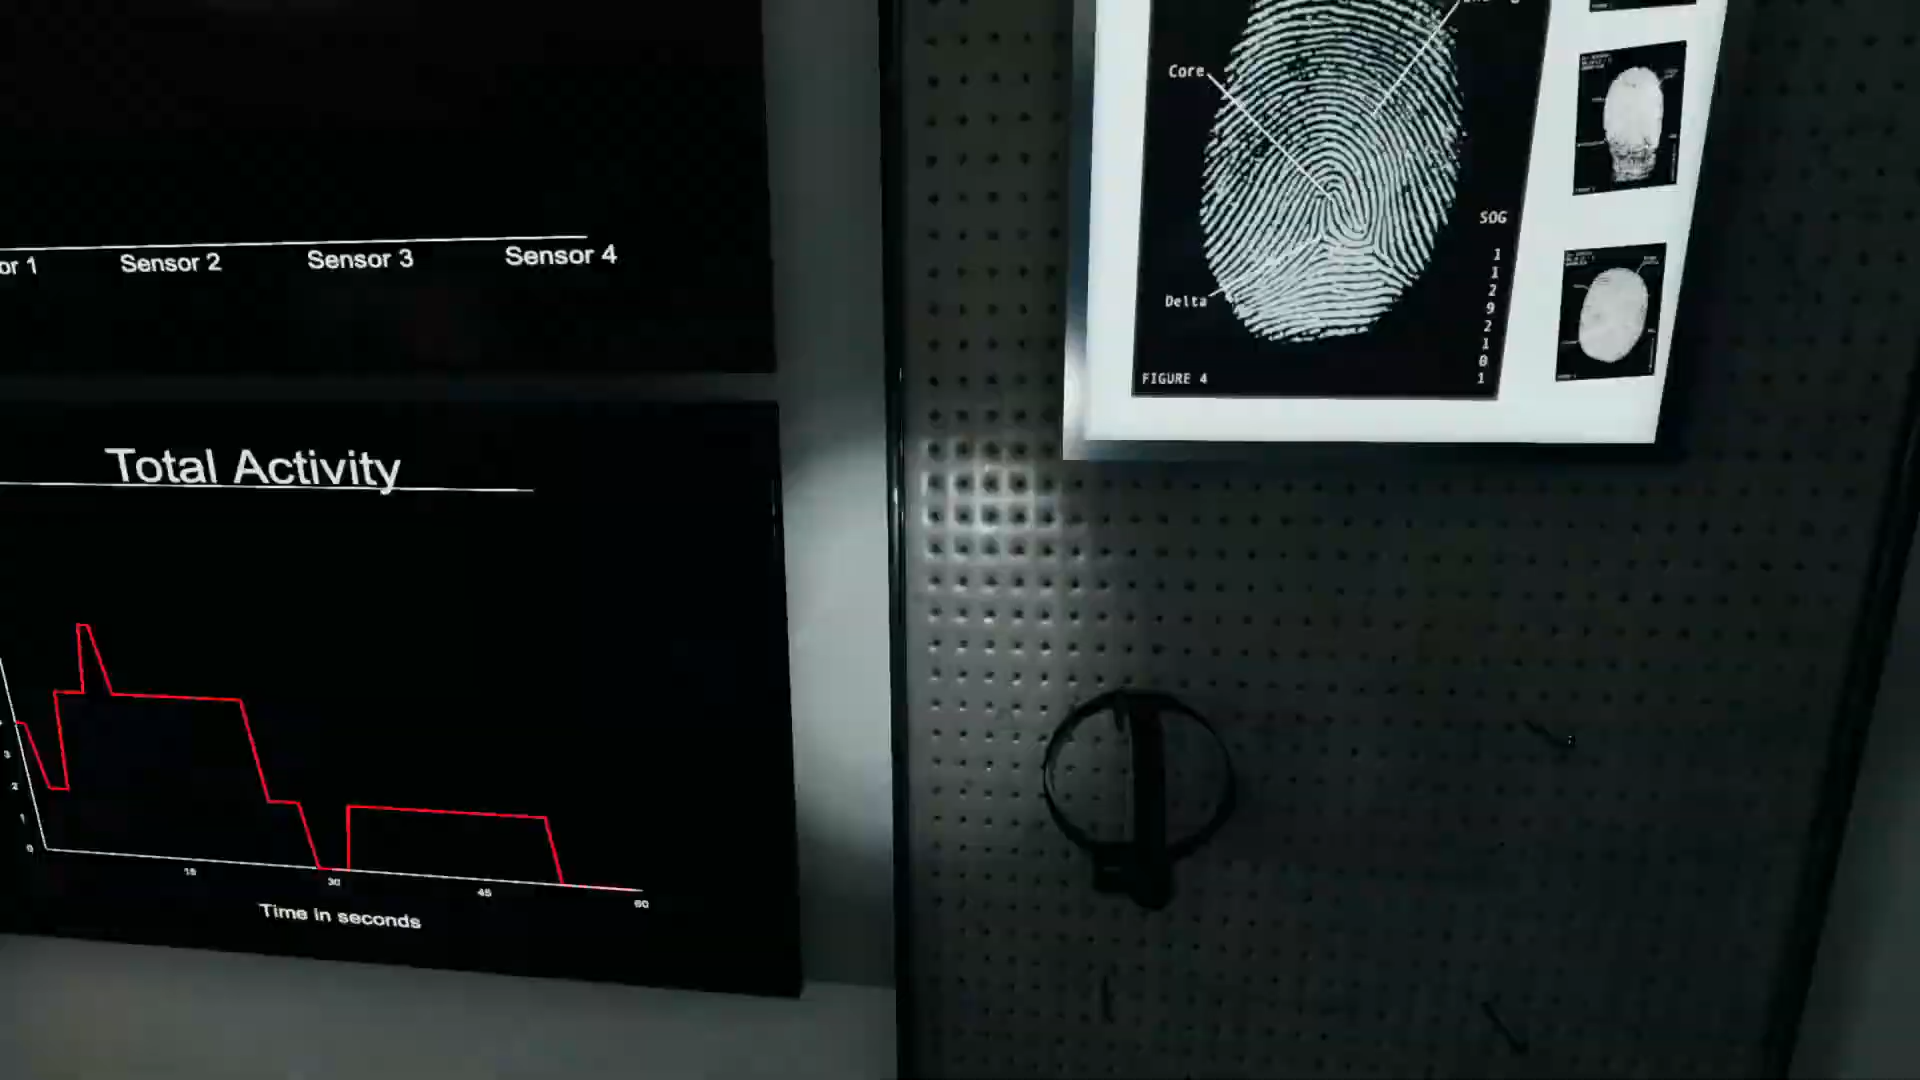 or 1
Sensor 2
Sensor 3
Sensor 4
Total Activity
3
2
1
0
15
30
45
60
Time in seconds
Core
Delta
SOG
1
1
2
9
2
1
0
1
FIGURE 4